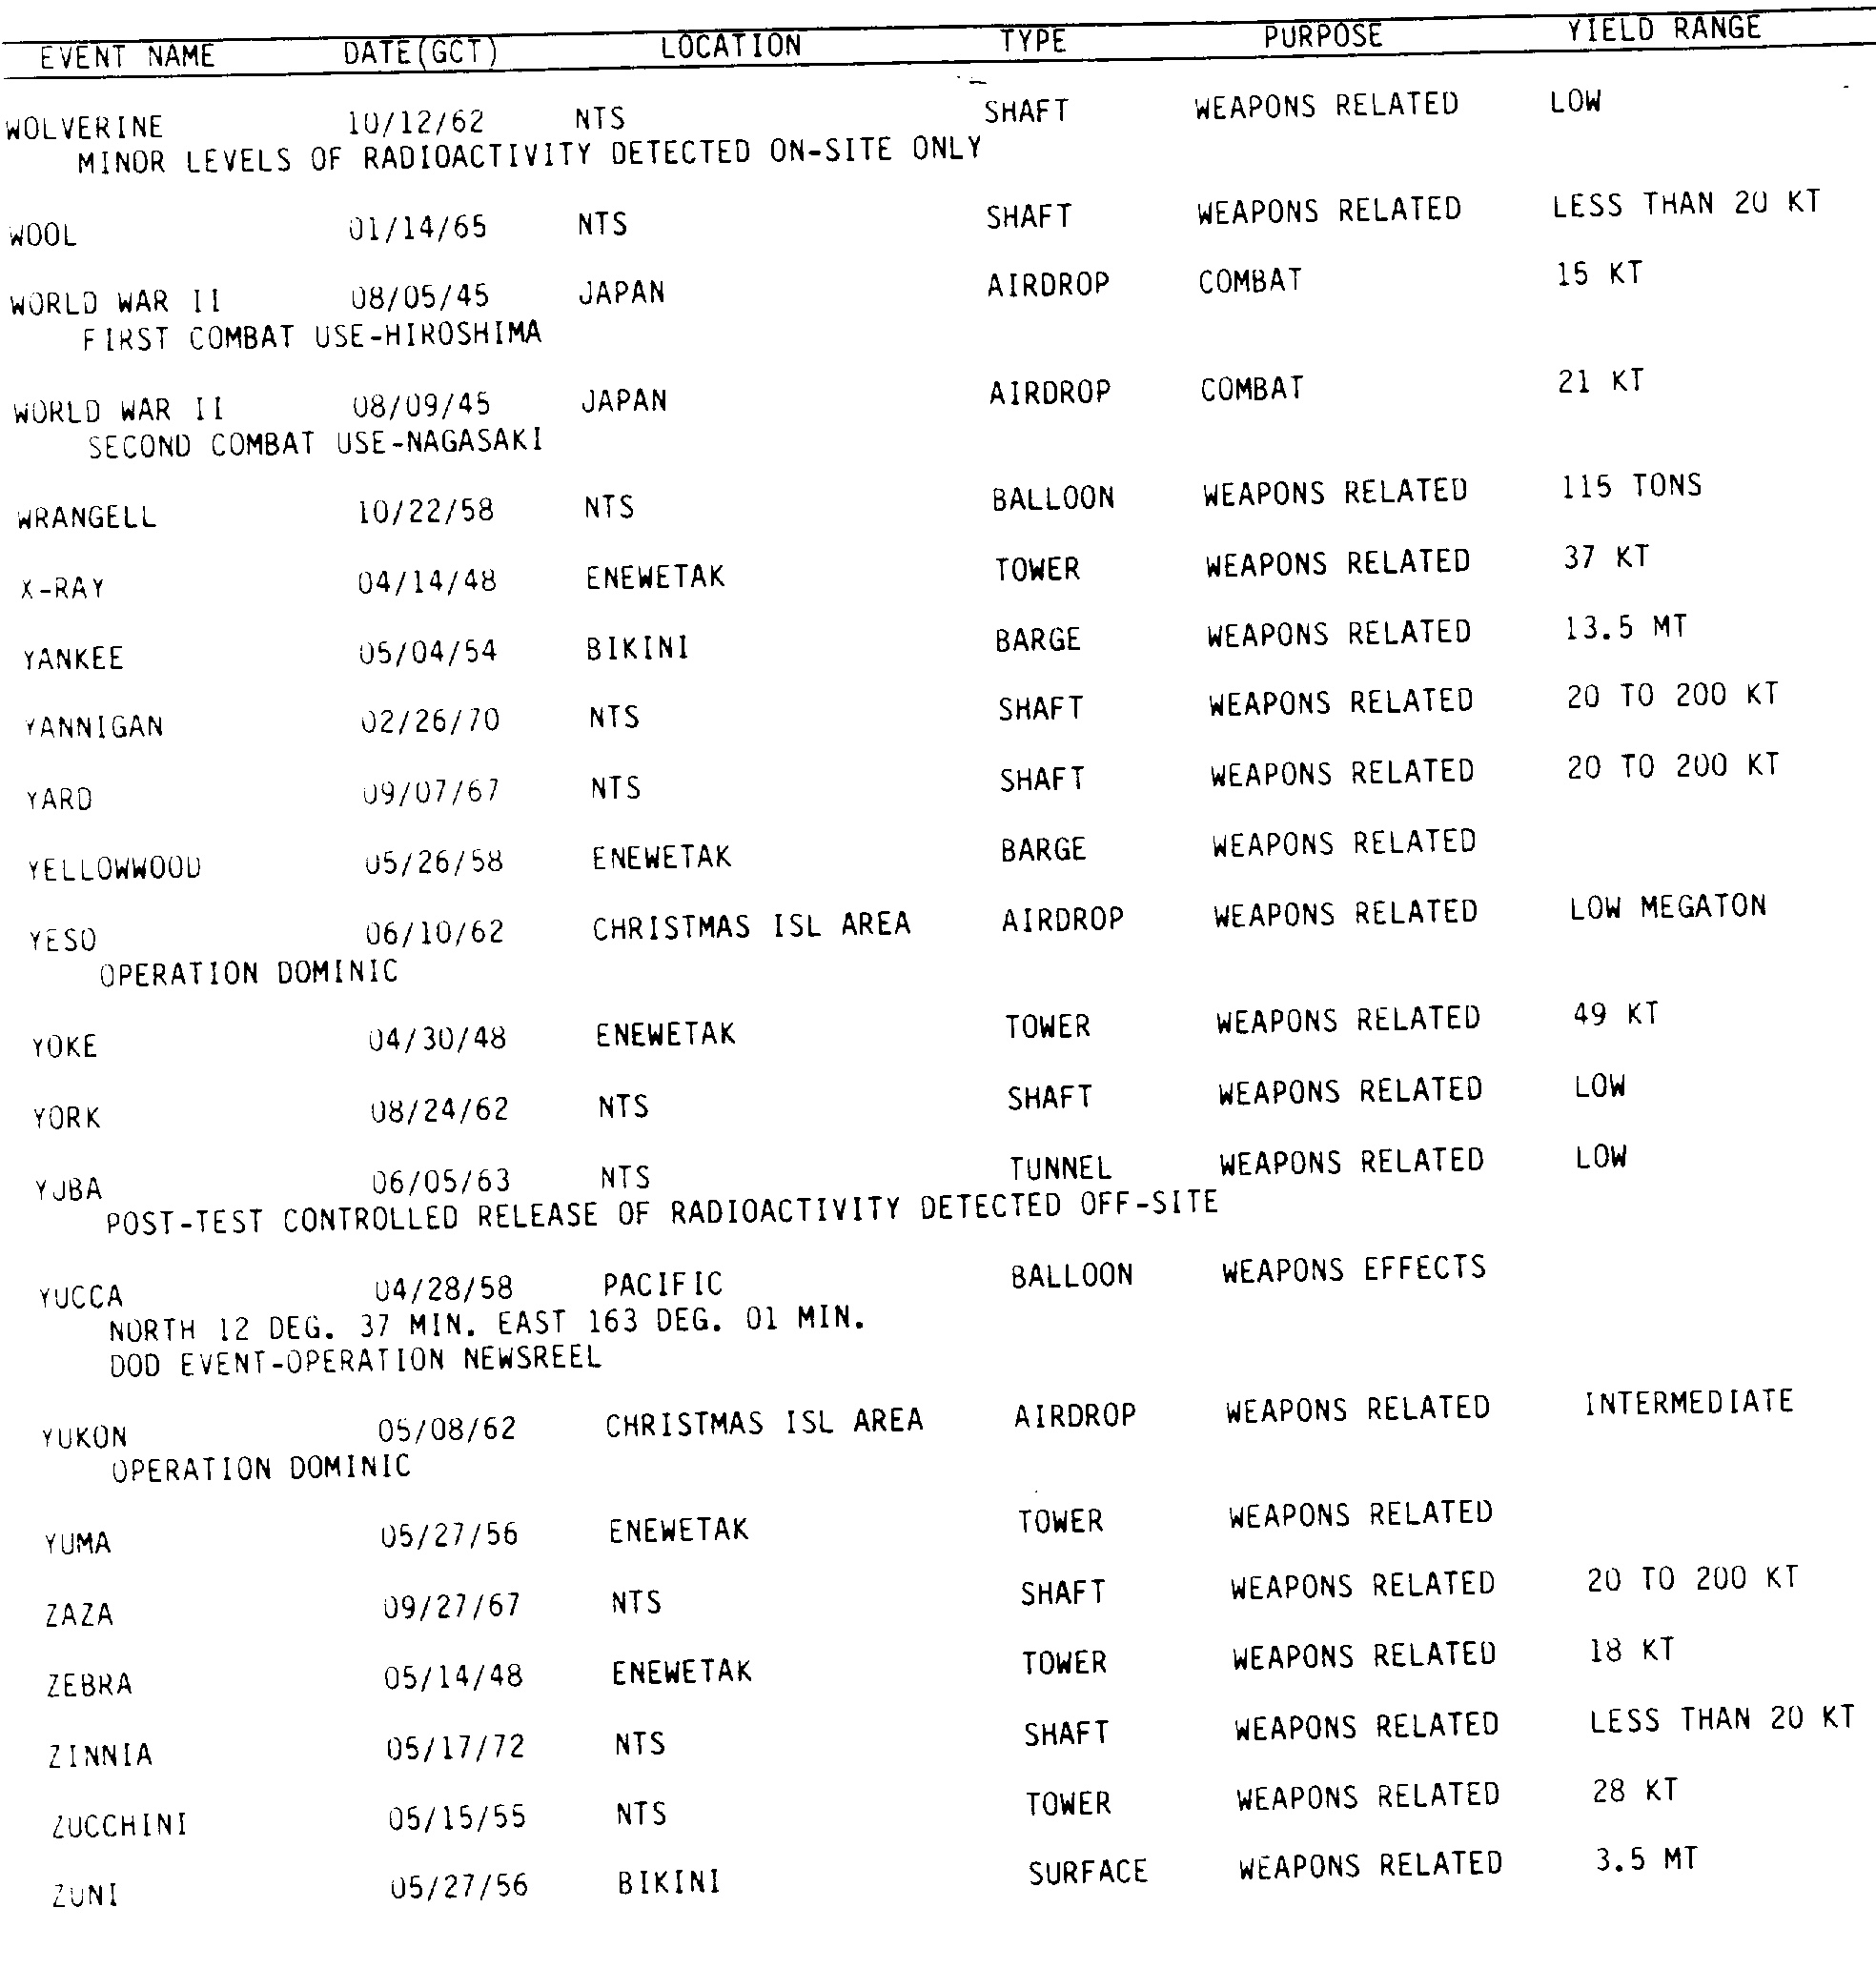 EVENT NAME DATE(GCT) LOCATION TYPE PURPOSE YIELD RANGE
WOLVERINE 10/12/62 NTS SHAFT WEAPONS RELATED LOW
MINOR LEVELS OF RADIOACTIVITY DETECTED ON-SITE ONLY
WOOL 01/14/65 NTS SHAFT WEAPONS RELATED LESS THAN 20 KT
WORLD WAR II 08/05/45 JAPAN AIRDROP COMBAT 15 KT
FIRST COMBAT USE-HIROSHIMA
WORLD WAR II 08/09/45 JAPAN AIRDROP COMBAT 21 KT
SECOND COMBAT USE-NAGASAKI
WRANGELL 10/22/58 NTS BALLOON WEAPONS RELATED 115 TONS
X-RAY 04/14/48 ENEWETAK TOWER WEAPONS RELATED 37 KT
YANKEE 05/04/54 BIKINI BARGE WEAPONS RELATED 13.5 MT
YANNIGAN 02/26/70 NTS SHAFT WEAPONS RELATED 20 TO 200 KT
YARD 09/07/67 NTS SHAFT WEAPONS RELATED 20 TO 200 KT
YELLOWWOOD 05/26/58 ENEWETAK BARGE WEAPONS RELATED
YESO 06/10/62 CHRISTMAS ISL AREA AIRDROP WEAPONS RELATED LOW MEGATON
OPERATION DOMINIC
YOKE 04/30/48 ENEWETAK TOWER WEAPONS RELATED 49 KT
YORK 08/24/62 NTS SHAFT WEAPONS RELATED LOW
YUBA 06/05/63 NTS TUNNEL WEAPONS RELATED LOW
POST-TEST CONTROLLED RELEASE OF RADIOACTIVITY DETECTED OFF-SITE
YUCCA 04/28/58 PACIFIC BALLOON WEAPONS EFFECTS
NORTH 12 DEG. 37 MIN. EAST 163 DEG. 01 MIN.
DOD EVENT-OPERATION NEWSREEL
YUKON 05/08/62 CHRISTMAS ISL AREA AIRDROP WEAPONS RELATED INTERMEDIATE
OPERATION DOMINIC
YUMA 05/27/56 ENEWETAK TOWER WEAPONS RELATED
ZAZA 09/27/67 NTS SHAFT WEAPONS RELATED 20 TO 200 KT
ZEBRA 05/14/48 ENEWETAK TOWER WEAPONS RELATED 18 KT
ZINNIA 05/17/72 NTS SHAFT WEAPONS RELATED LESS THAN 20 KT
ZUCCHINI 05/15/55 NTS TOWER WEAPONS RELATED 28 KT
ZUNI 05/27/56 BIKINI SURFACE WEAPONS RELATED 3.5 MT